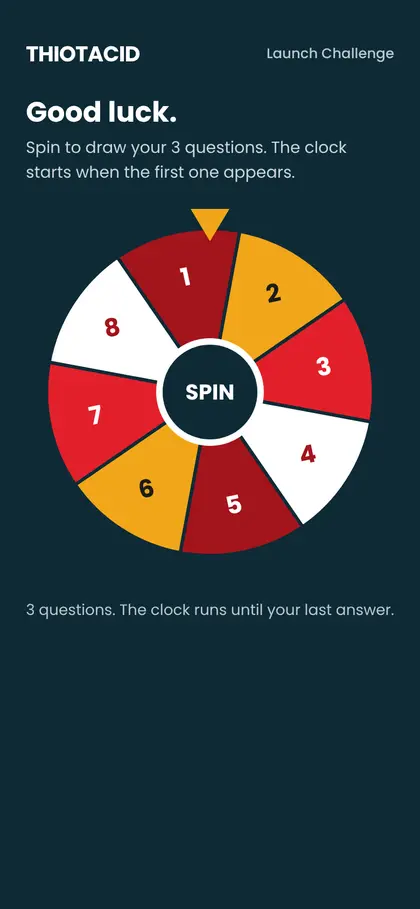 THIOTACID
Launch Challenge
Good luck.
Spin to draw your 3 questions. The clock
starts when the first one appears.
1
2
3
4
5
6
7
8
SPIN
3 questions. The clock runs until your last answer.